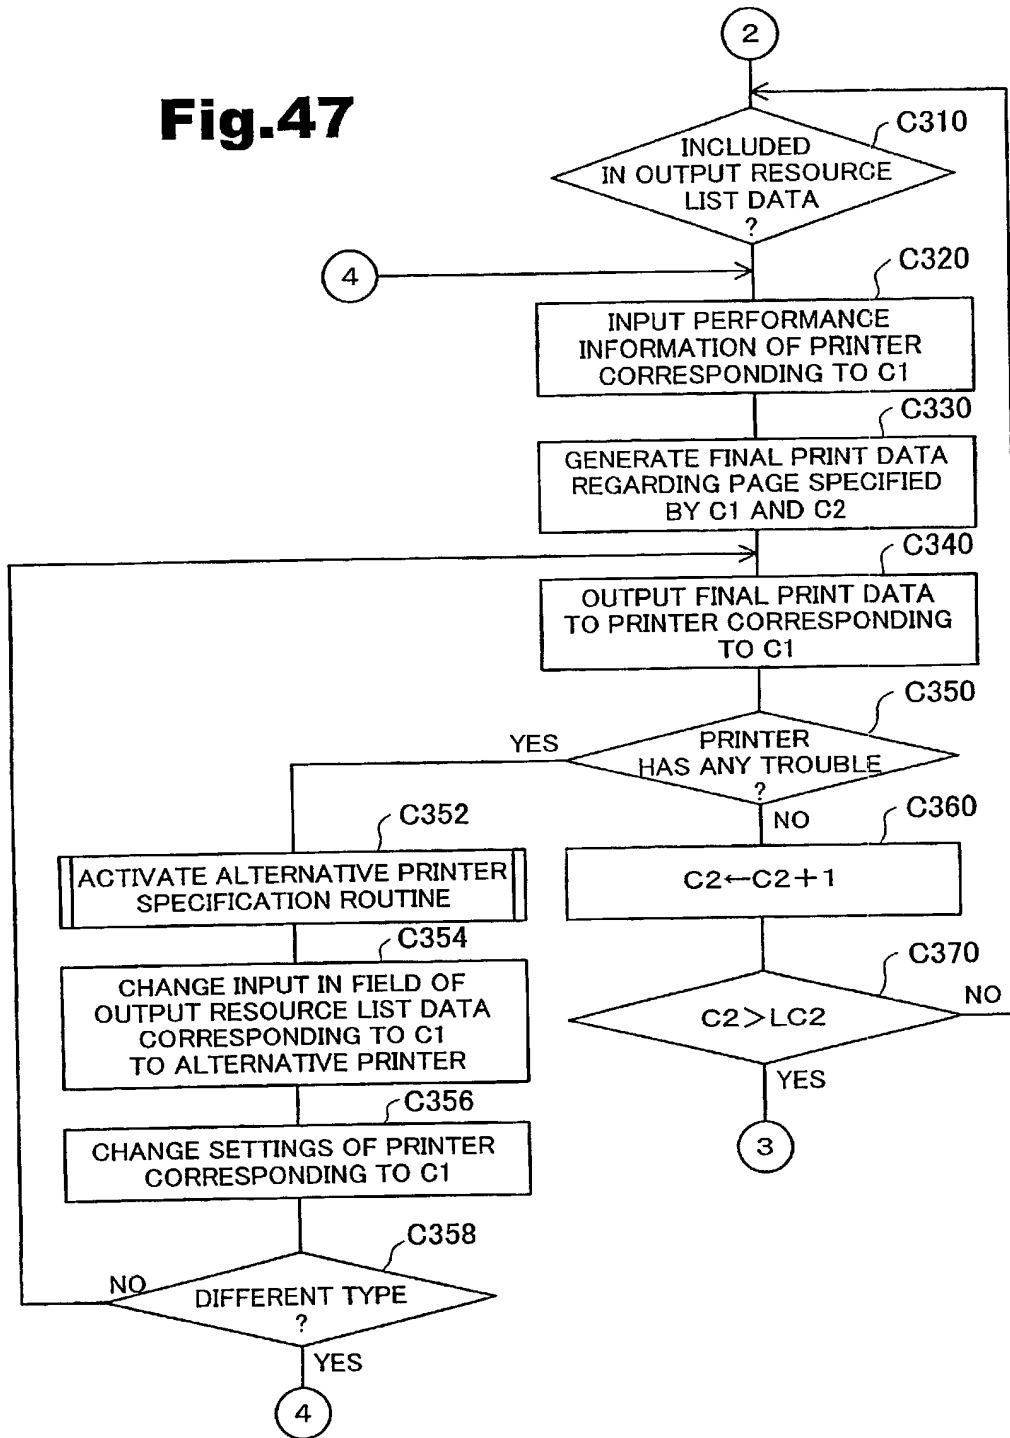 Fig.47
2
C310
INCLUDED
IN OUTPUT RESOURCE
LIST DATA
?
4
C320
INPUT PERFORMANCE
INFORMATION OF PRINTER
CORRESPONDING TO C1
C330
GENERATE FINAL PRINT DATA
REGARDING PAGE SPECIFIED
BY C1 AND C2
C340
OUTPUT FINAL PRINT DATA
TO PRINTER CORRESPONDING
TO C1
C350
PRINTER
HAS ANY TROUBLE
?
YES
NO
C352
ACTIVATE ALTERNATIVE PRINTER
SPECIFICATION ROUTINE
C354
CHANGE INPUT IN FIELD OF
OUTPUT RESOURCE LIST DATA
CORRESPONDING TO C1
TO ALTERNATIVE PRINTER
C356
CHANGE SETTINGS OF PRINTER
CORRESPONDING TO C1
C358
DIFFERENT TYPE
?
NO
YES
4
C360
C2←C2+1
C370
C2>LC2
NO
YES
3